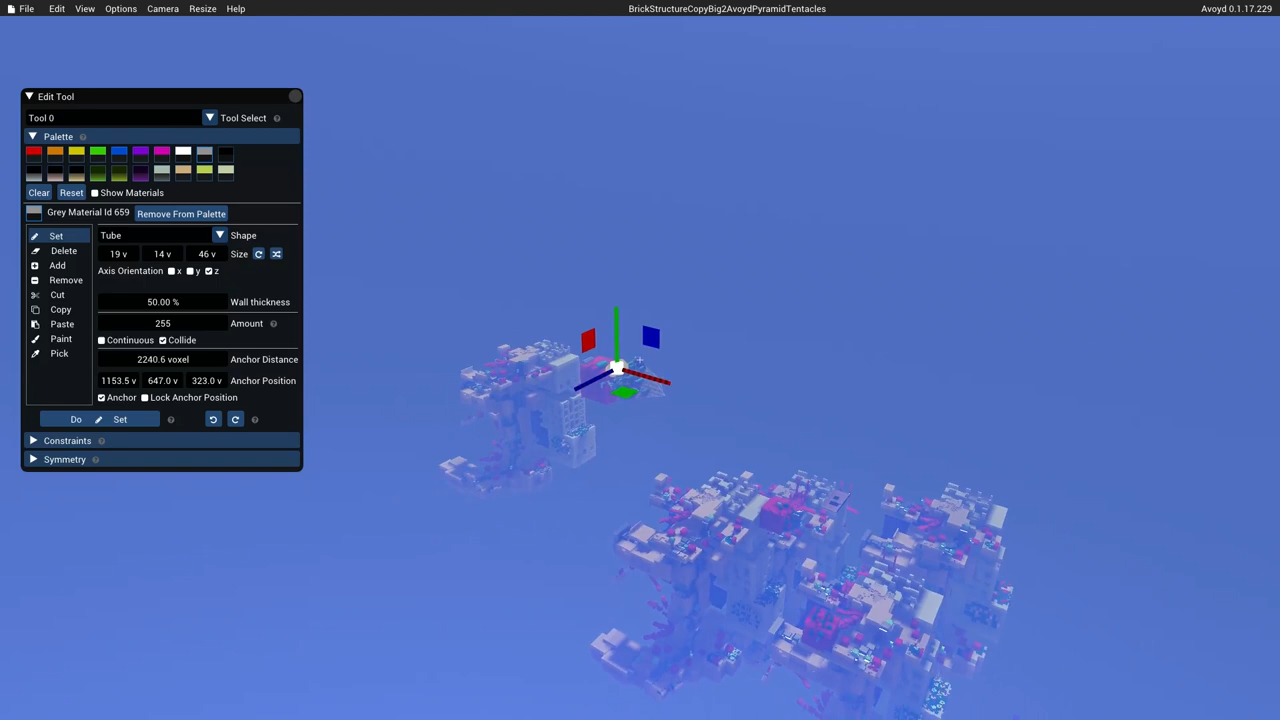 File Edit View Options Camera Resize Help BrickStructureCopyBig2AvoydPyramidTentacles Avoyd 0.1.17.229
Edit Tool
Tool 0 Tool Select ?
Palette ?
Clear Reset Show Materials
Grey Material Id 659 Remove From Palette
Set
Delete
Add
Remove
Cut
Copy
Paste
Paint
Pick
Tube Shape
19 v 14 v 46 v Size
Axis Orientation x y z
50.00 % Wall thickness
255 Amount ?
Continuous Collide
2240.6 voxel Anchor Distance
1153.5 v 647.0 v 323.0 v Anchor Position
Anchor Lock Anchor Position
Do Set ? ?
Constraints ?
Symmetry ?